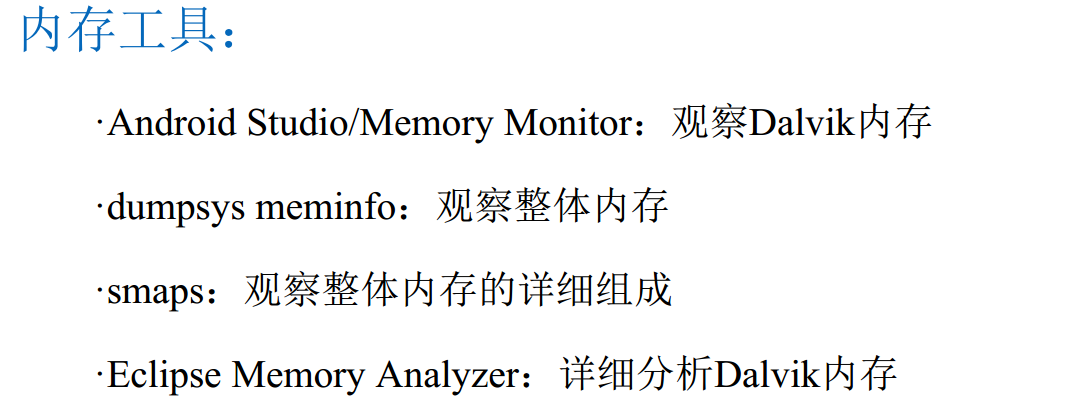 内存工具：
·Android Studio/Memory Monitor：观察Dalvik内存
·dumpsys meminfo：观察整体内存
·smaps：观察整体内存的详细组成
·Eclipse Memory Analyzer：详细分析Dalvik内存